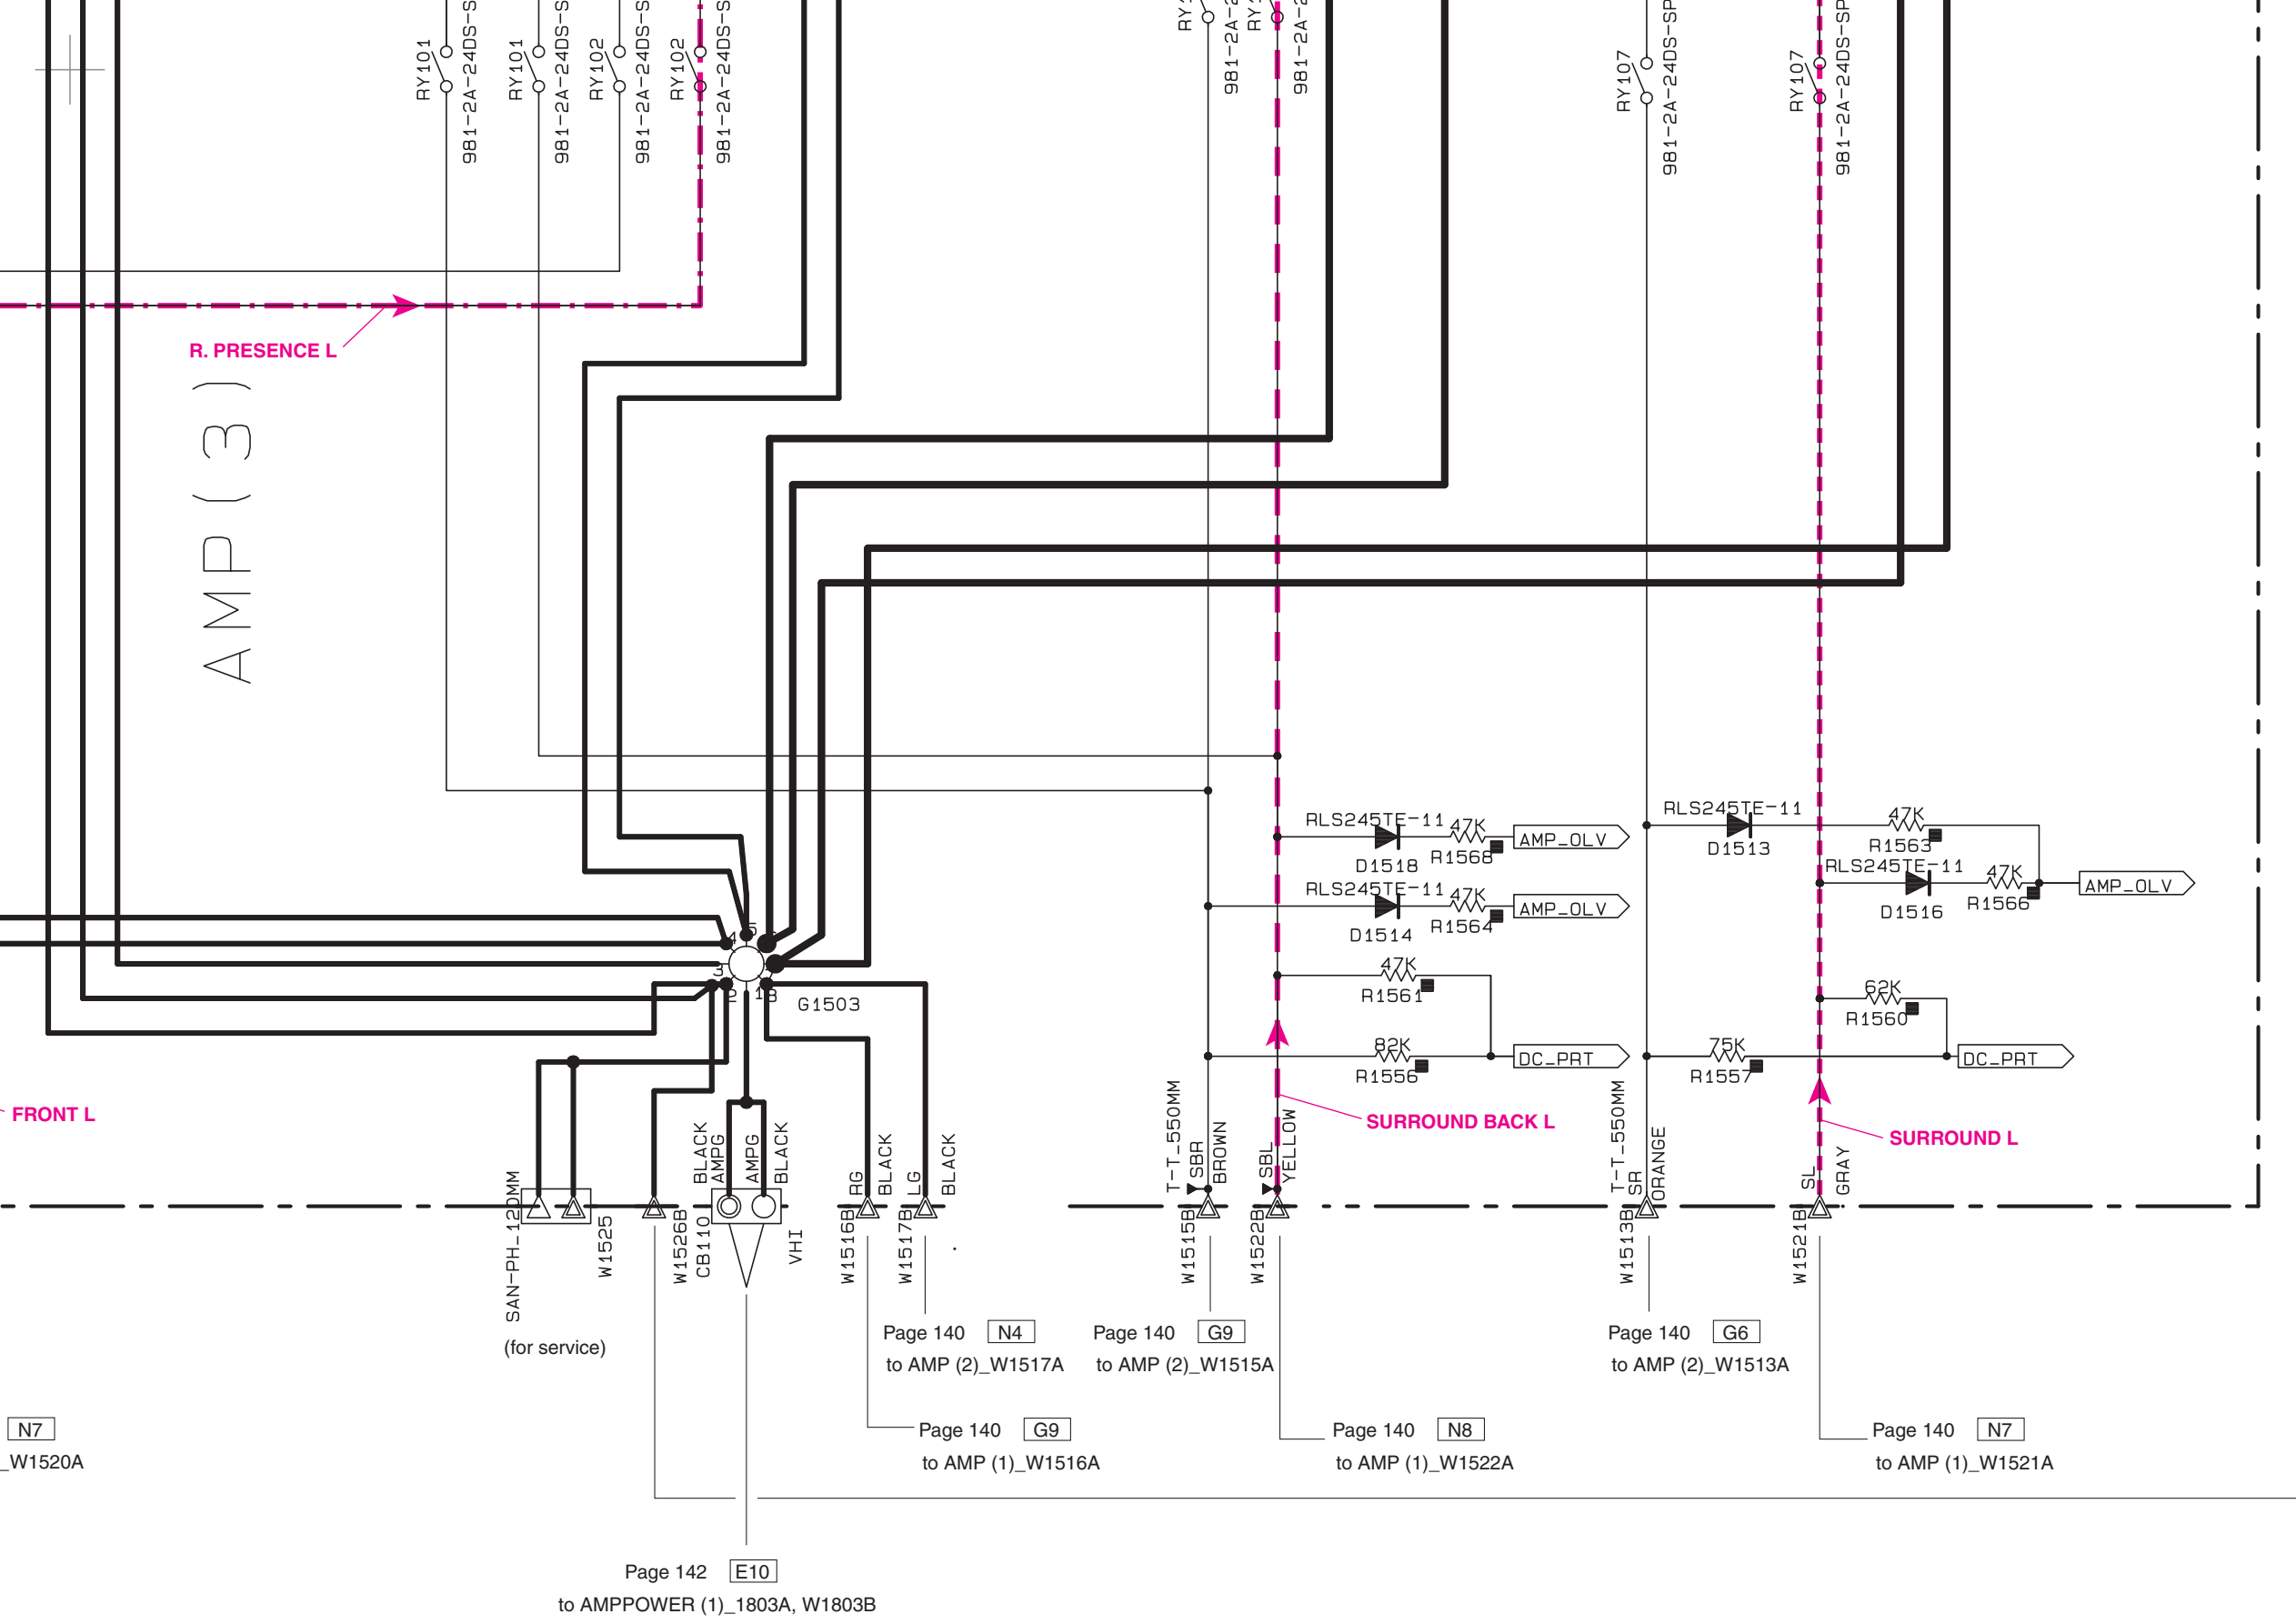 RY101
981-2A-24DS-S
RY101
981-2A-24DS-S
RY102
981-2A-24DS-S
RY102
981-2A-24DS-S
981-2A-2
981-2A-2
RY107
981-2A-24DS-SP
RY107
981-2A-24DS-SP
R. PRESENCE L
AMP(3)
RLS245TE-11
D1518
47K
R1568
AMP_OLV
RLS245TE-11
D1514
47K
R1564
AMP_OLV
47K
R1561
82K
R1556
DC_PRT
RLS245TE-11
D1513
47K
R1563
RLS245TE-11
D1516
47K
R1566
AMP_OLV
62K
R1560
75K
R1557
DC_PRT
4
5
3
2
1
8
G1503
FRONT L
SURROUND BACK L
SURROUND L
SAN-PH-120MM
W1525
W1526B
CB110
BLACK
AMPG
AMPG
BLACK
VHI
RG
BLACK
W1516B
LG
BLACK
W1517B
T-T_550MM
SBR
BROWN
W1515B
SBL
YELLOW
W1522B
T-T_550MM
SR
ORANGE
W1513B
SL
GRAY
W1521B
(for service)
Page 140 N4
to AMP (2)_W1517A
Page 140 G9
to AMP (2)_W1515A
Page 140 G6
to AMP (2)_W1513A
N7
_W1520A
Page 140 G9
to AMP (1)_W1516A
Page 140 N8
to AMP (1)_W1522A
Page 140 N7
to AMP (1)_W1521A
Page 142 E10
to AMPPOWER (1)_1803A, W1803B